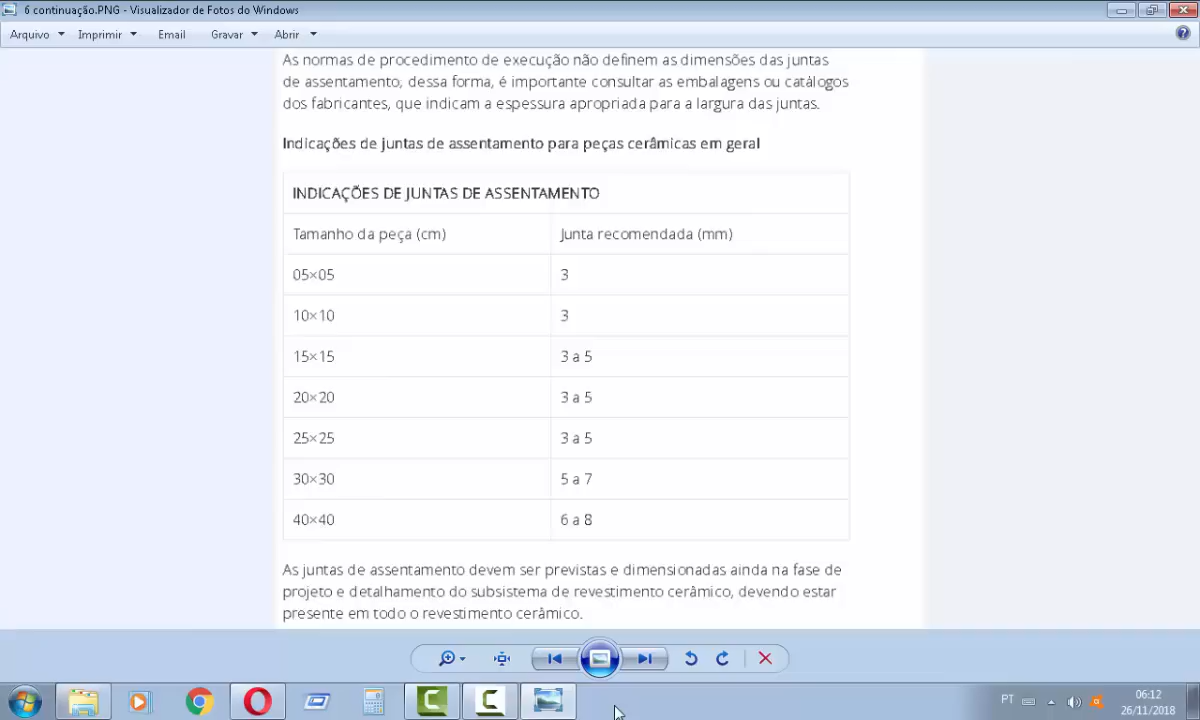 6 continuação.PNG - Visualizador de Fotos do Windows
Arquivo Imprimir Email Gravar Abrir
As normas de procedimento de execução não definem as dimensões das juntas
de assentamento; dessa forma, é importante consultar as embalagens ou catálogos
dos fabricantes, que indicam a espessura apropriada para a largura das juntas.
Indicações de juntas de assentamento para peças cerâmicas em geral
INDICAÇÕES DE JUNTAS DE ASSENTAMENTO
Tamanho da peça (cm) Junta recomendada (mm)
05×05 3
10×10 3
15×15 3 a 5
20×20 3 a 5
25×25 3 a 5
30×30 5 a 7
40×40 6 a 8
As juntas de assentamento devem ser previstas e dimensionadas ainda na fase de
projeto e detalhamento do subsistema de revestimento cerâmico, devendo estar
presente em todo o revestimento cerâmico.
PT
06:12
26/11/2018